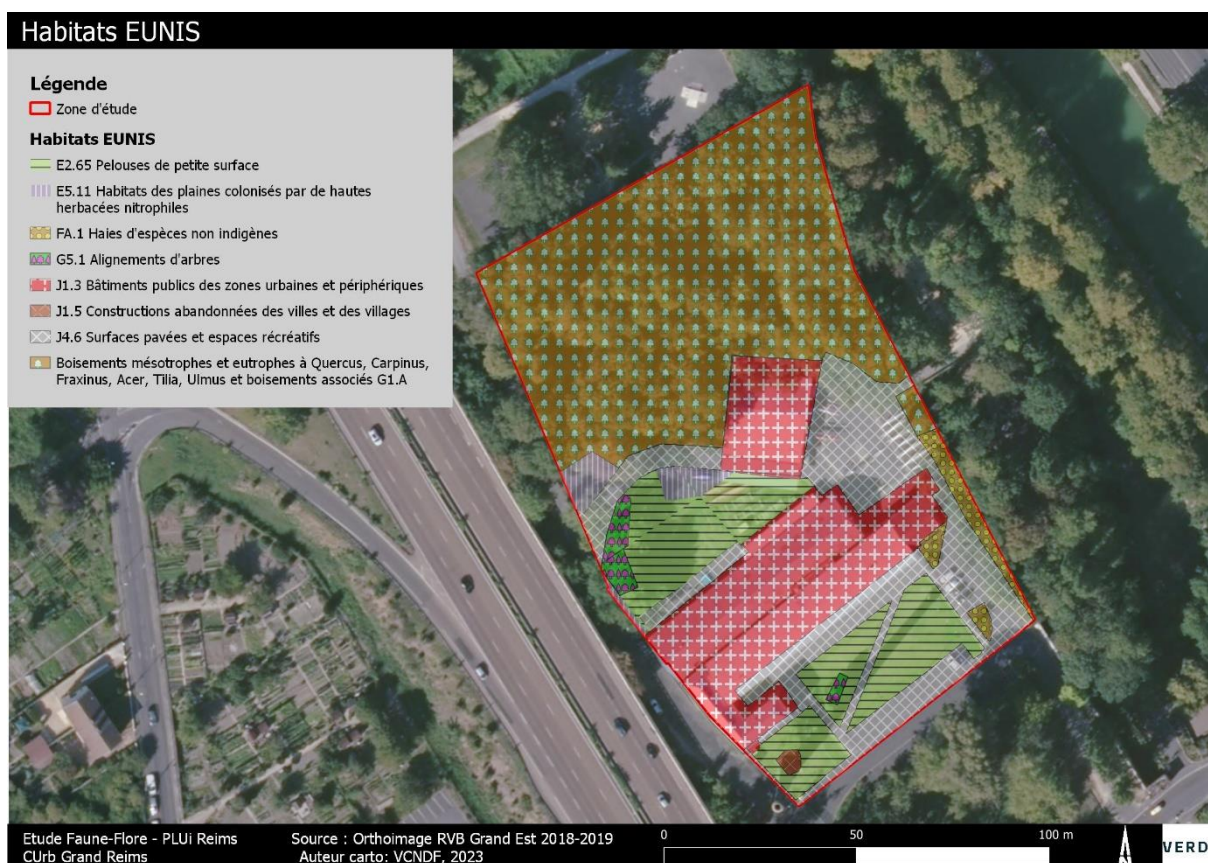 Habitats EUNIS
Légende
Zone d'étude
Habitats EUNIS
E2.65 Pelouses de petite surface
E5.11 Habitats des plaines colonisés par de hautes
herbacées nitrophiles
FA.1 Haies d'espèces non indigènes
G5.1 Alignements d'arbres
J1.3 Bâtiments publics des zones urbaines et périphériques
J1.5 Constructions abandonnées des villes et des villages
J4.6 Surfaces pavées et espaces récréatifs
Boisements mésotrophes et eutrophes à Quercus, Carpinus,
Fraxinus, Acer, Tilia, Ulmus et boisements associés G1.A
Etude Faune-Flore - PLUi Reims
CUrb Grand Reims
Source : Orthoimage RVB Grand Est 2018-2019
Auteur carto: VCNDF, 2023
0 50 100 m
VERD